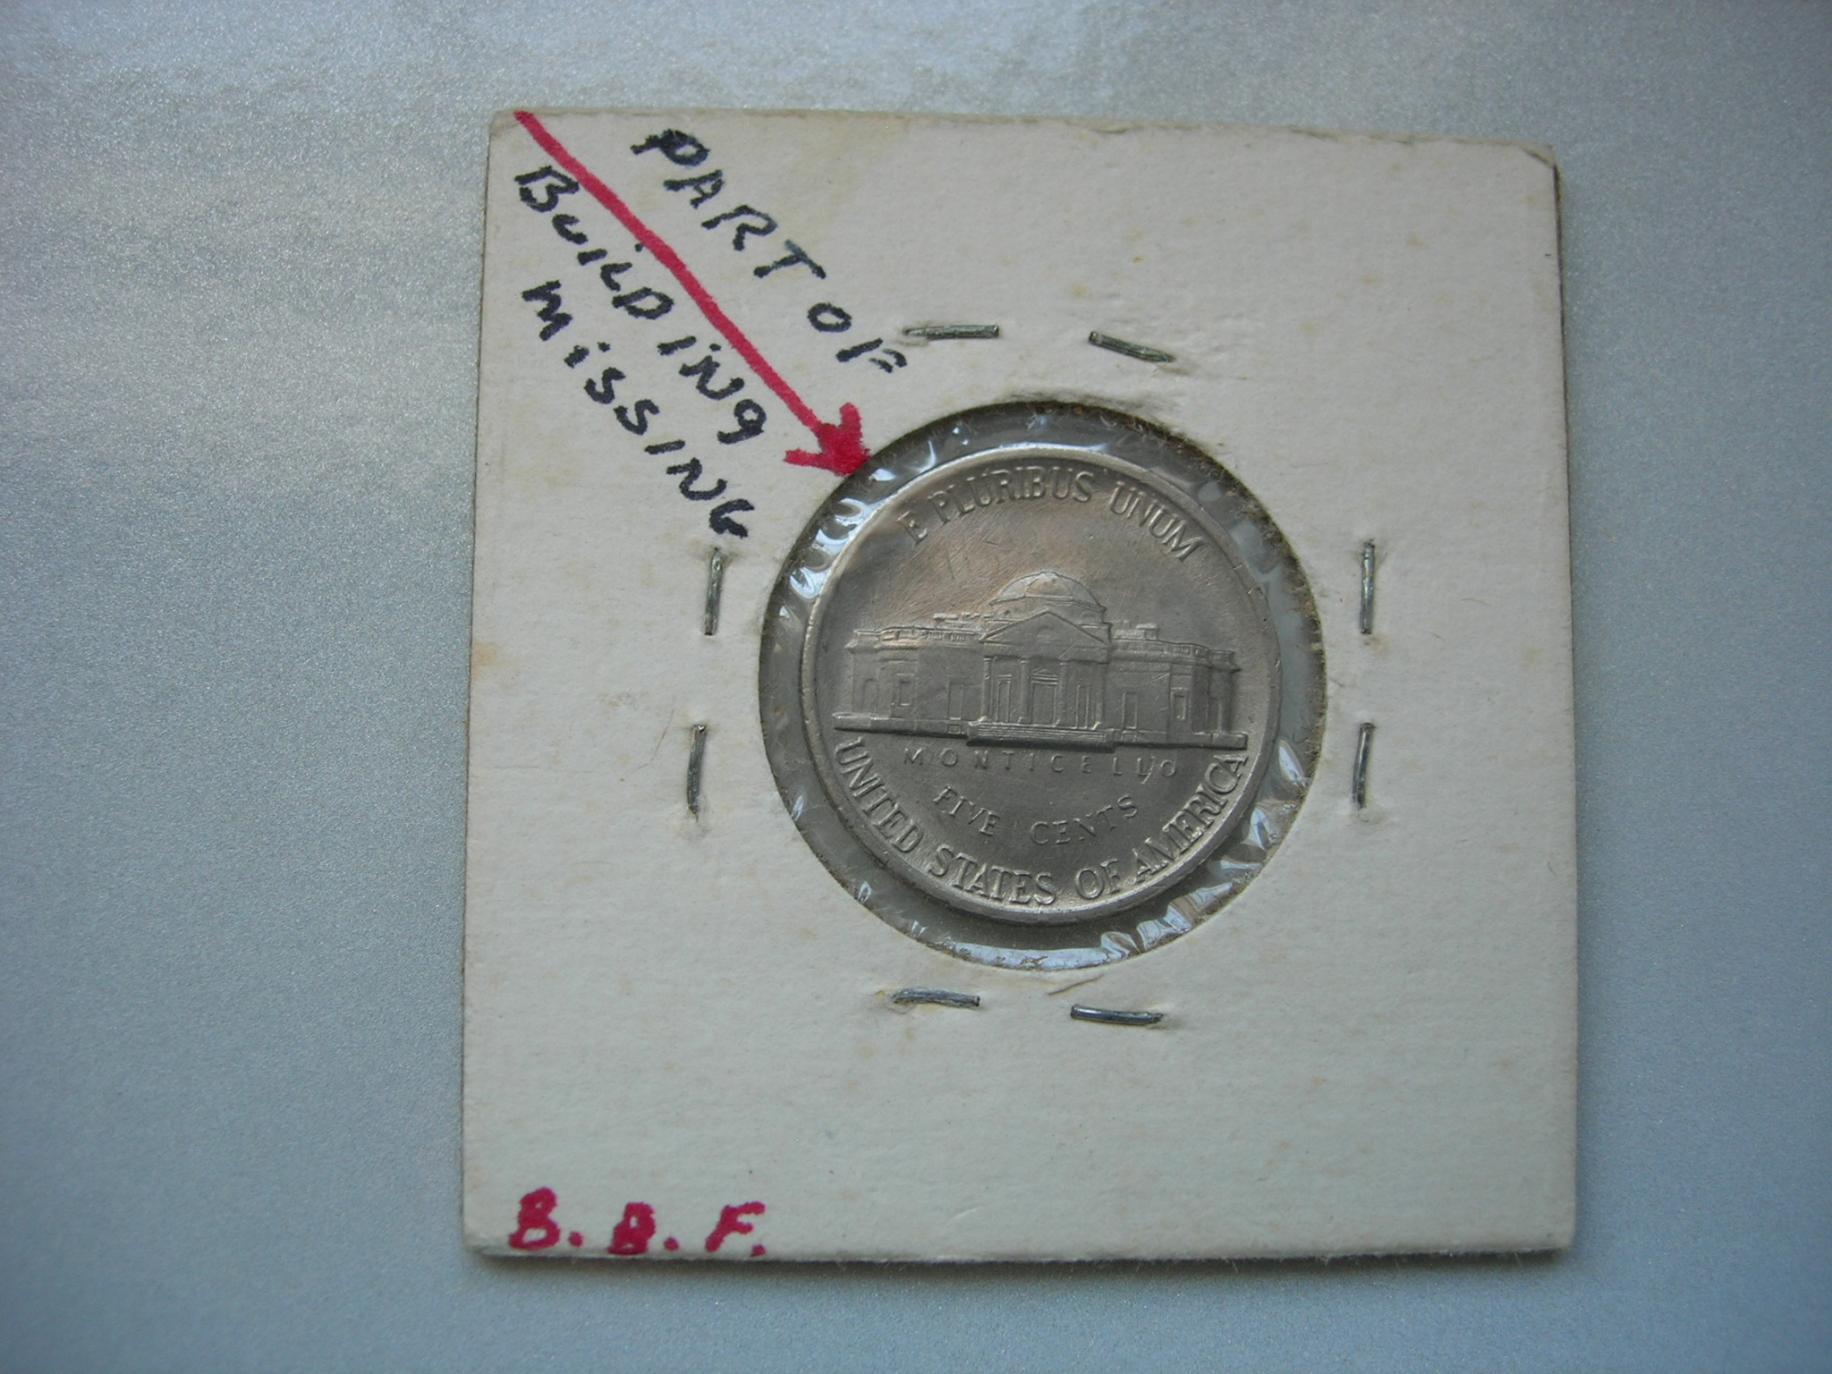 PART OF
BuiLDiNg
MiSSING
E PLURIBUS UNUM
MONTICELLO
FIVE CENTS
UNITED STATES OF AMERICA
B. B. F.